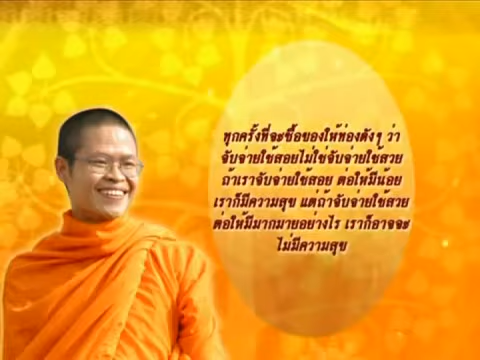 ทุกครั้งที่จะซื้อของให้ท่องดังๆ ว่า
จับจ่ายใช้สอยไม่ใช่จับจ่ายใช้สวย
ถ้าเราจับจ่ายใช้สอย ต่อให้มีน้อย
เราก็มีความสุข แต่ถ้าจับจ่ายใช้สวย
ต่อให้มีมากมายอย่างไร เราก็อาจจะ
ไม่มีความสุข